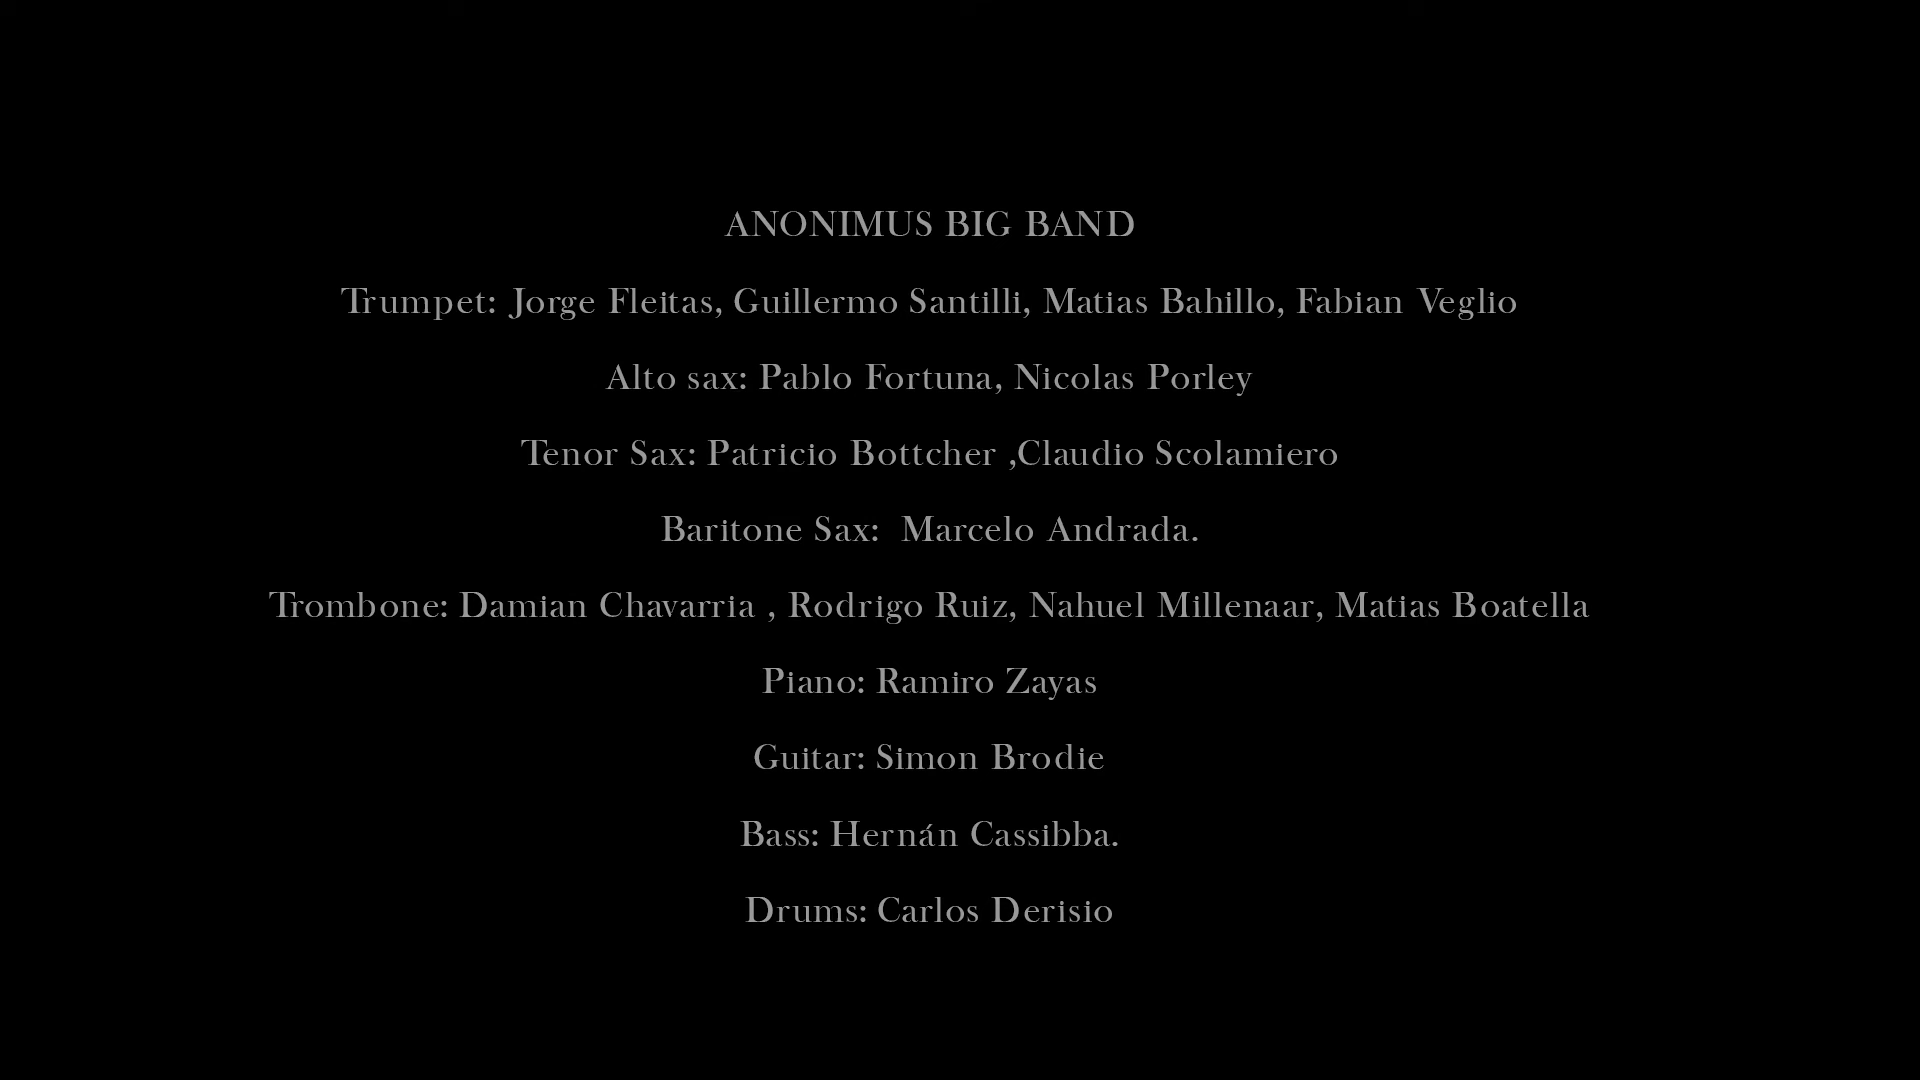 ANONIMUS BIG BAND
Trumpet: Jorge Fleitas, Guillermo Santilli, Matias Bahillo, Fabian Veglio
Alto sax: Pablo Fortuna, Nicolas Porley
Tenor Sax: Patricio Bottcher ,Claudio Scolamiero
Baritone Sax:  Marcelo Andrada.
Trombone: Damian Chavarria , Rodrigo Ruiz, Nahuel Millenaar, Matias Boatella
Piano: Ramiro Zayas
Guitar: Simon Brodie
Bass: Hernán Cassibba.
Drums: Carlos Derisio